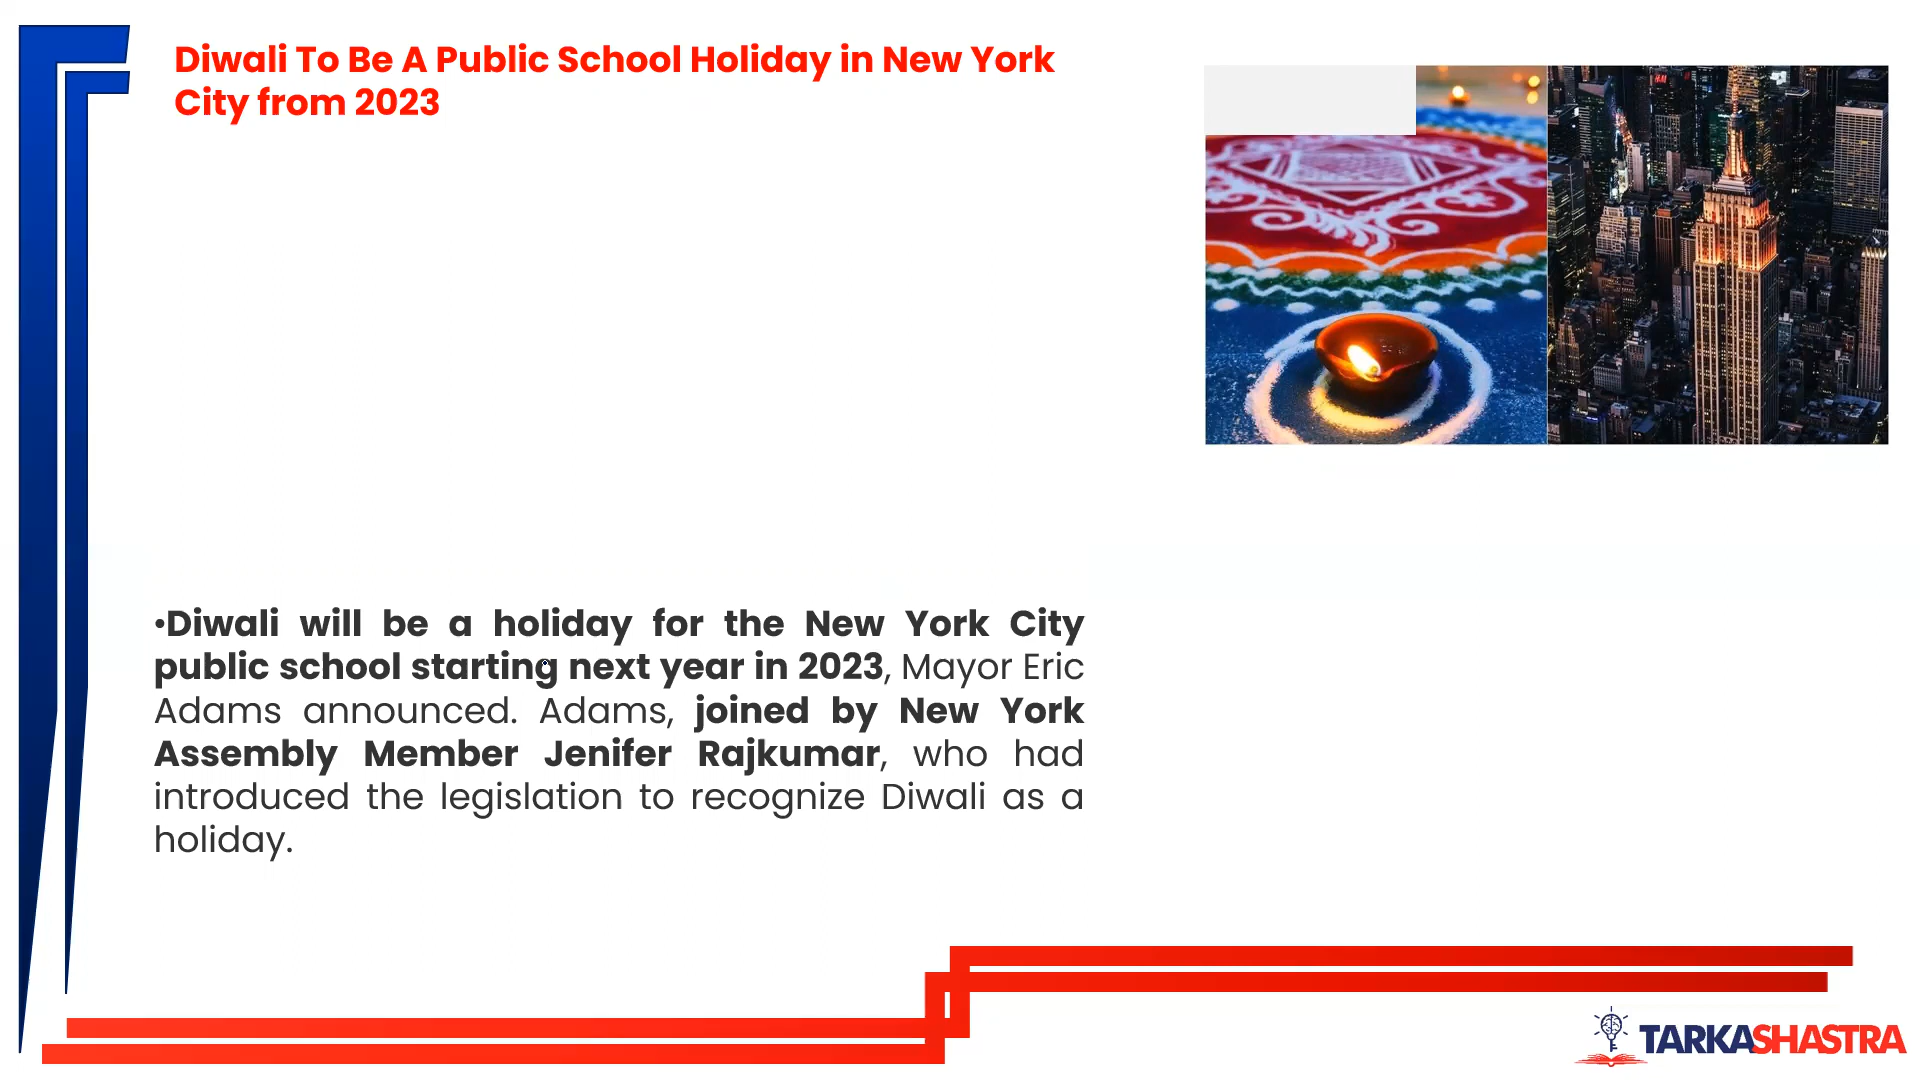 Diwali To Be A Public School Holiday in New York
City from 2023
•Diwali will be a holiday for the New York City
public school starting next year in 2023, Mayor Eric
Adams announced. Adams, joined by New York
Assembly Member Jenifer Rajkumar, who had
introduced the legislation to recognize Diwali as a
holiday.
TARKASHASTRA